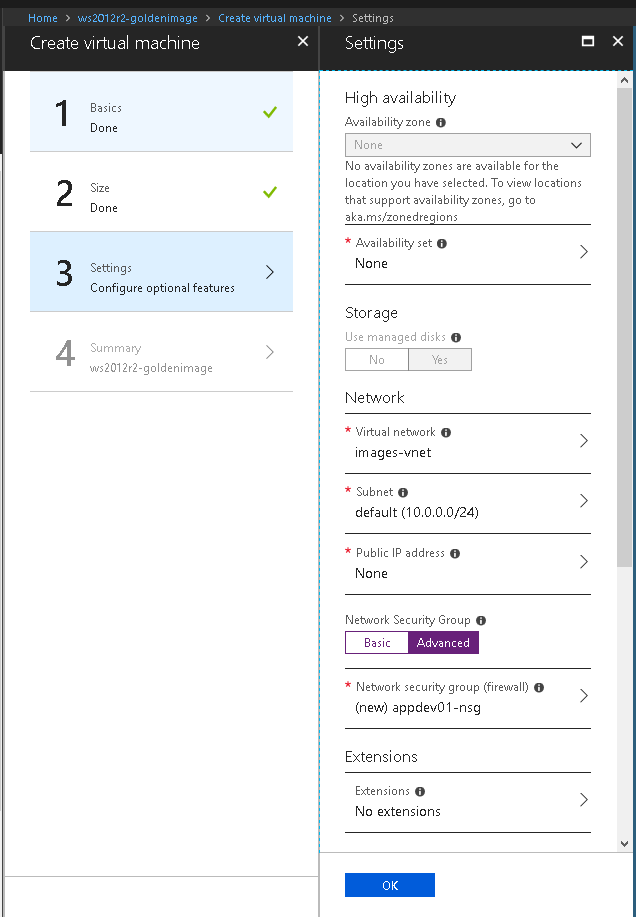 Home > ws2012r2-goldenimage > Create virtual machine > Settings
Create virtual machine
1
Basics
Done
2
Size
Done
3
Settings
Configure optional features
4
Summary
ws2012r2-goldenimage
Settings
High availability
Availability zone
None
No availability zones are available for the
location you have selected. To view locations
that support availability zones, go to
aka.ms/zonedregions
* Availability set
None
Storage
Use managed disks
No Yes
Network
* Virtual network
images-vnet
* Subnet
default (10.0.0.0/24)
* Public IP address
None
Network Security Group
Basic Advanced
* Network security group (firewall)
(new) appdev01-nsg
Extensions
Extensions
No extensions
OK